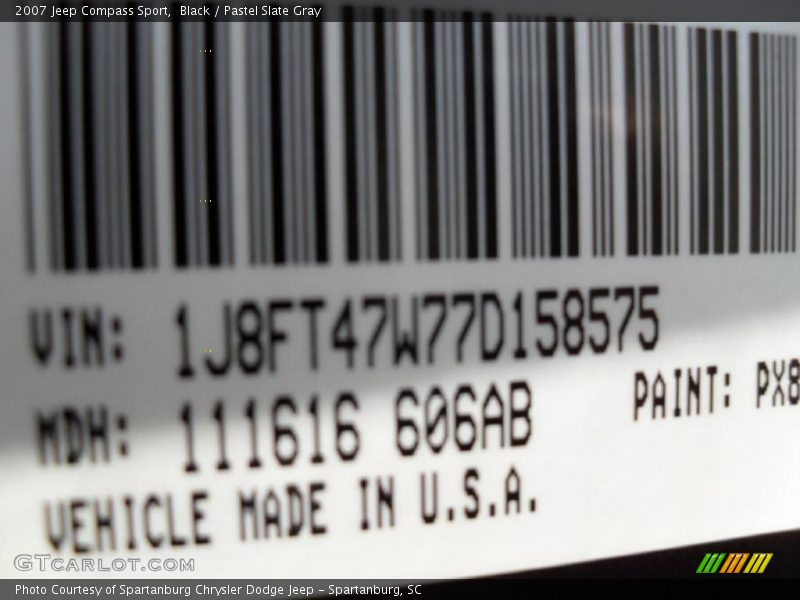 2007 Jeep Compass Sport, Black / Pastel Slate Gray
VIN: 1J8FT47W77D158575
MDH: 111616 606AB PAINT: PX8
VEHICLE MADE IN U.S.A.
GTCARLOT.COM
Photo Courtesy of Spartanburg Chrysler Dodge Jeep - Spartanburg, SC